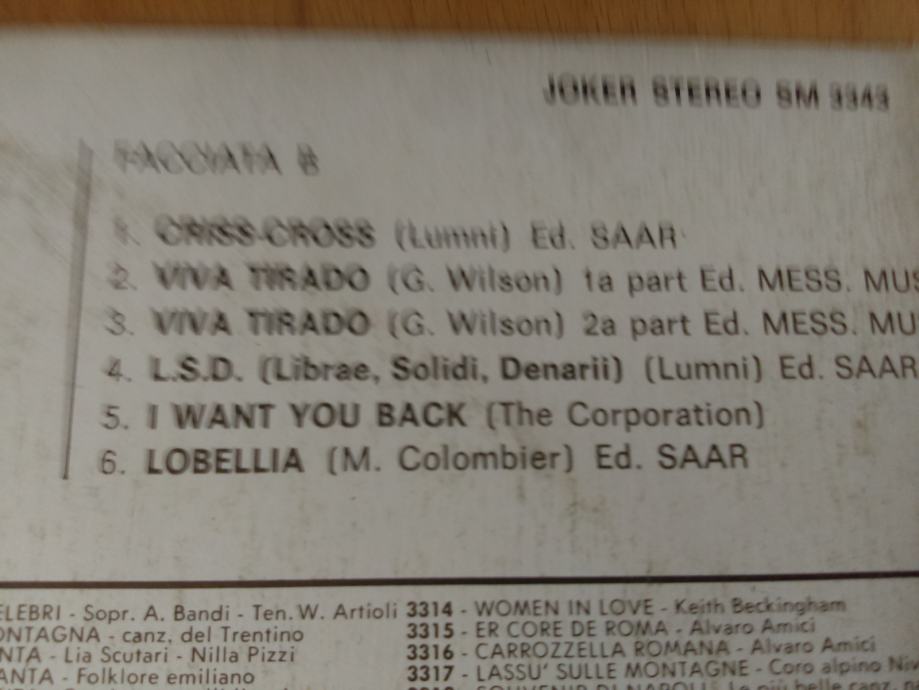 JOKER STEREO SM 3343
FACCIATA B
1. CRISS-CROSS (Lumni) Ed. SAAR
2. VIVA TIRADO (G. Wilson) 1a part Ed. MESS. MUS
3. VIVA TIRADO (G. Wilson) 2a part Ed. MESS. MU
4. L.S.D. (Librae, Solidi, Denarii) (Lumni) Ed. SAAR
5. I WANT YOU BACK (The Corporation)
6. LOBELLIA (M. Colombier) Ed. SAAR
ELEBRI - Sopr. A. Bandi - Ten. W. Artioli
ONTAGNA - canz. del Trentino
NTA - Lia Scutari - Nilla Pizzi
ANTA - Folklore emiliano
3314 - WOMEN IN LOVE - Keith Beckingham
3315 - ER CORE DE ROMA - Alvaro Amici
3316 - CARROZZELLA ROMANA - Alvaro Amici
3317 - LASSU' SULLE MONTAGNE - Coro alpino Niv